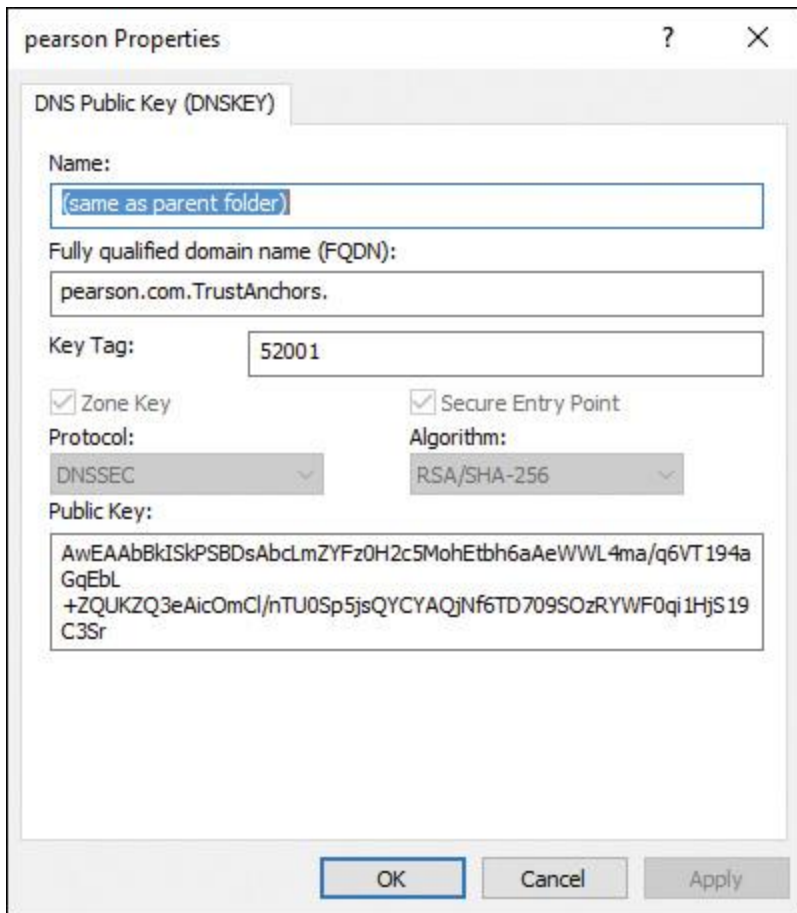 pearson Properties ?
DNS Public Key (DNSKEY)
Name:
(same as parent folder)
Fully qualified domain name (FQDN):
pearson.com.TrustAnchors.
Key Tag: 52001
Zone Key Secure Entry Point
Protocol: Algorithm:
DNSSEC RSA/SHA-256
Public Key:
AwEAAbBkISkPSBDsAbcLmZYFz0H2c5MohEtbh6aAeWWL4ma/q6VT194a
GqEbL
+ZQUKZQ3eAicOmCl/nTU0Sp5jsQYCYAQjNf6TD709SOzRYWF0qi1HjS19
C3Sr
OK Cancel Apply